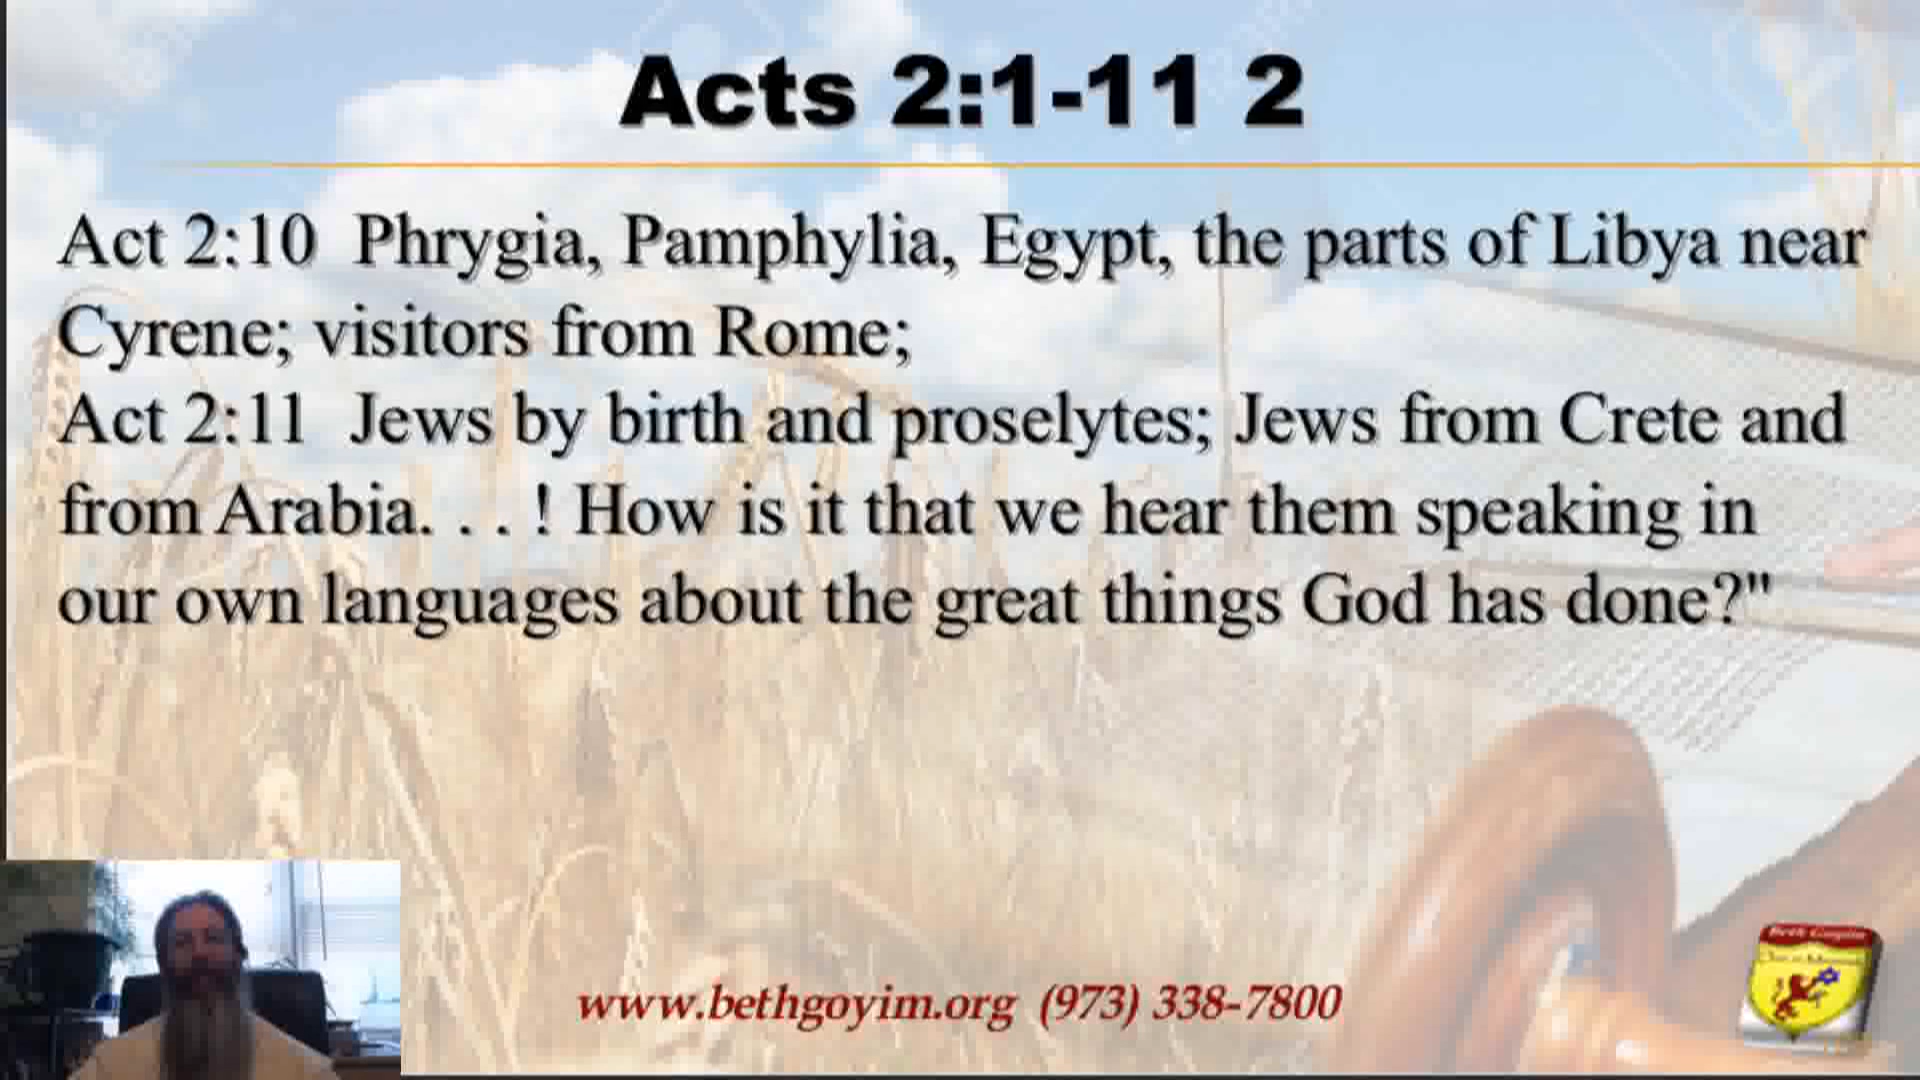 Acts 2:1-11 2
Act 2:10 Phrygia, Pamphylia, Egypt, the parts of Libya near
Cyrene; visitors from Rome;
Act 2:11 Jews by birth and proselytes; Jews from Crete and
from Arabia. . . ! How is it that we hear them speaking in
our own languages about the great things God has done?"
www.bethgoyim.org (973) 338-7800
Beth Goyim